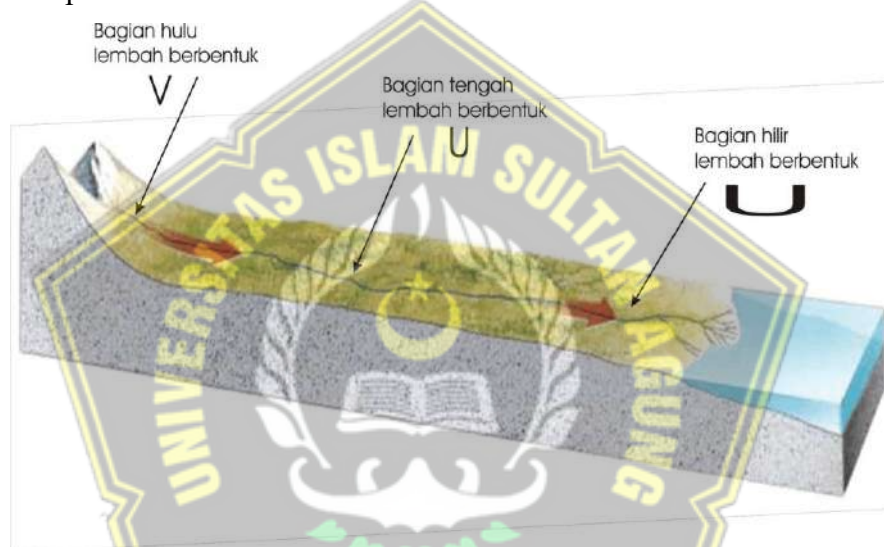 Bagian hulu
lembah berbentuk
V
Bagian tengah
lembah berbentuk
U
Bagian hilir
lembah berbentuk
U
UNIVERSITAS ISLAM SULTAN AGUNG